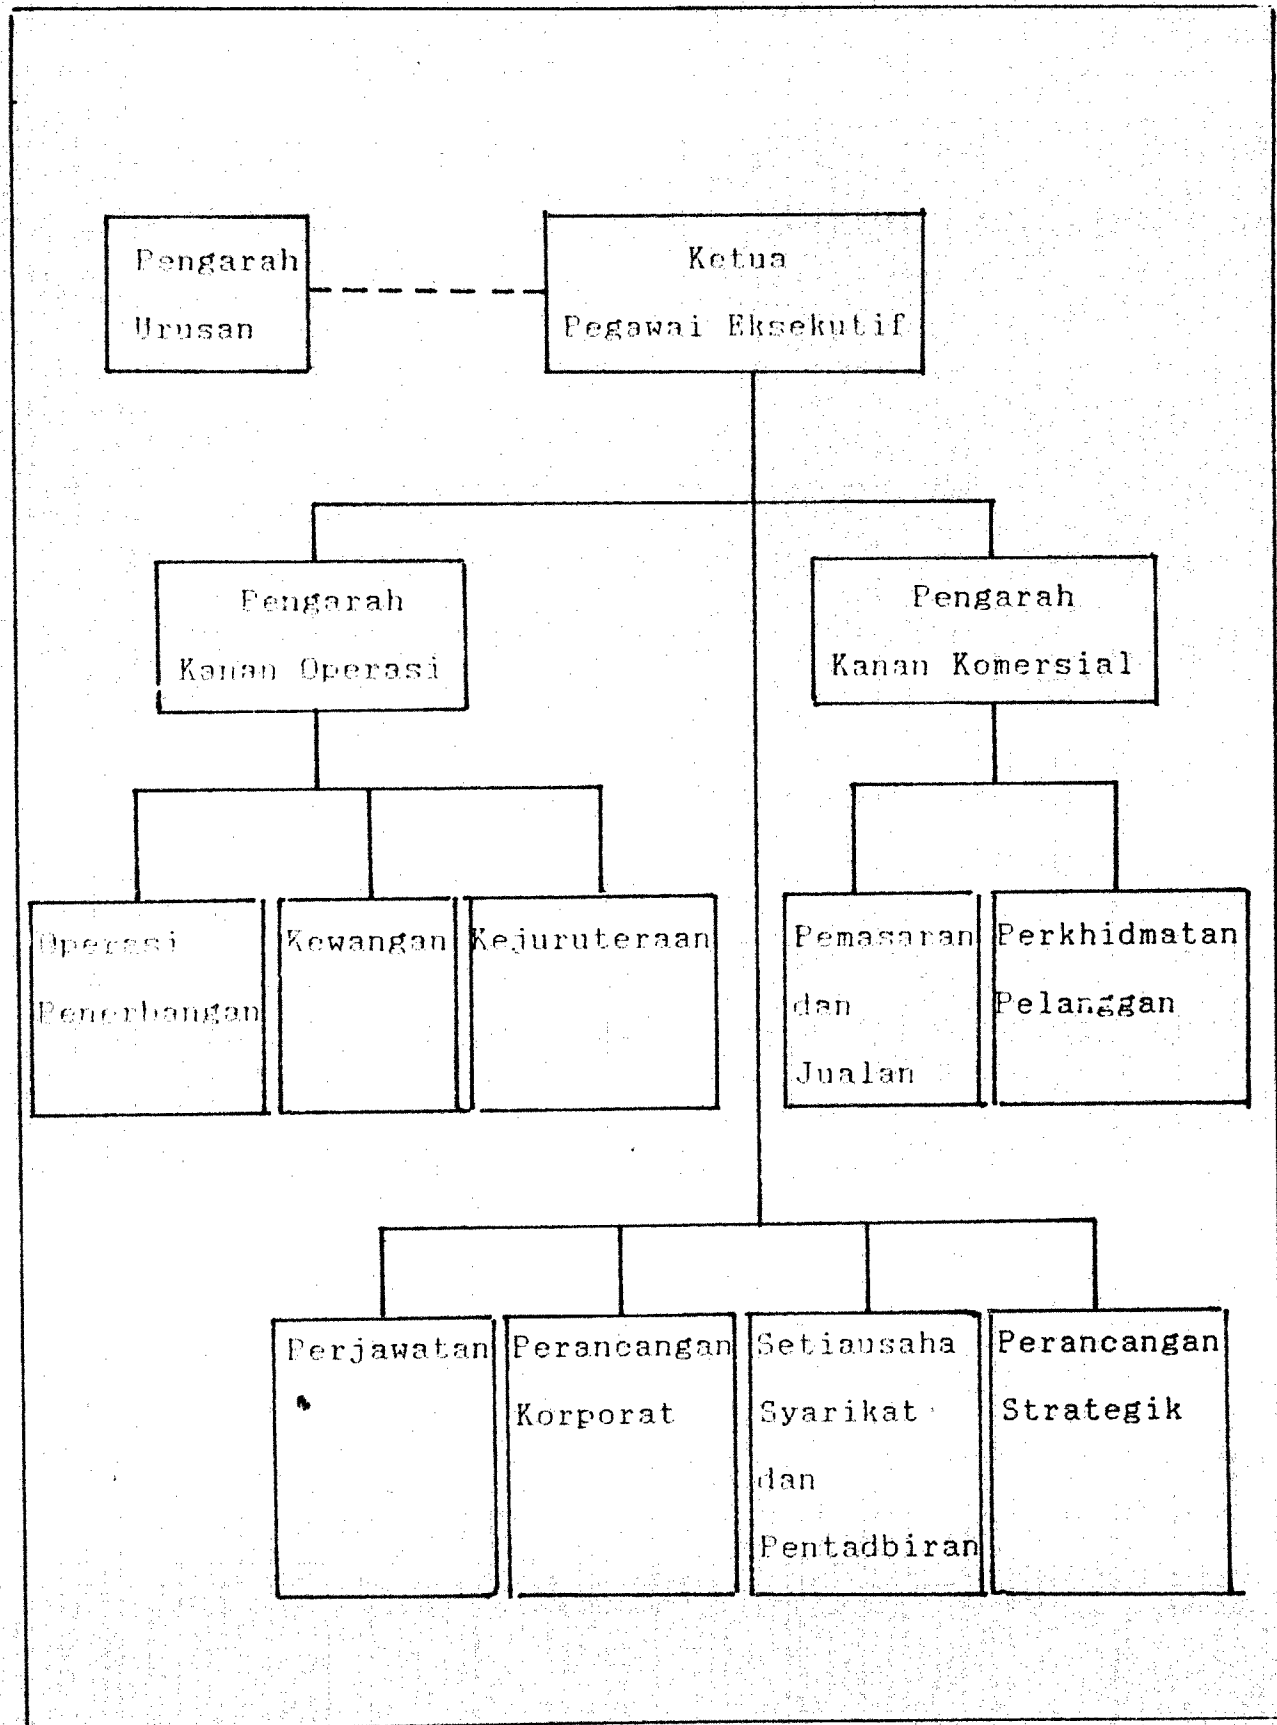 Pengarah
Urusan
Ketua
Pegawai Eksekutif
Pengarah
Kanan Operasi
Pengarah
Kanan Komersial
Operasi
Penerbangan
Kewangan
Kejuruteraan
Pemasaran
dan
Jualan
Perkhidmatan
Pelanggan
Perjawatan
Perancangan
Korporat
Setiausaha
Syarikat
dan
Pentadbiran
Perancangan
Strategik